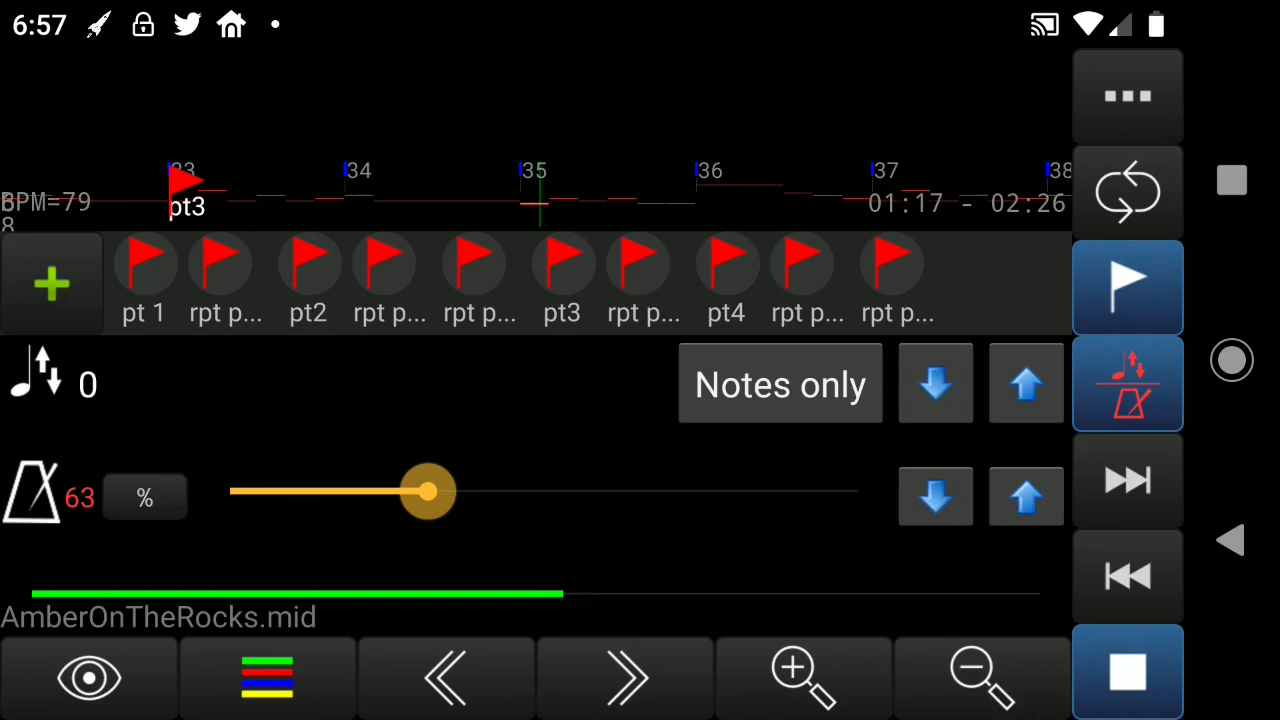 6:57
33 34 35 36 37 38
BPM=79 pt3 01:17 - 02:26
8
pt 1 rpt p... pt2 rpt p... rpt p... pt3 rpt p... pt4 rpt p... rpt p...
0 Notes only
63 %
AmberOnTheRocks.mid